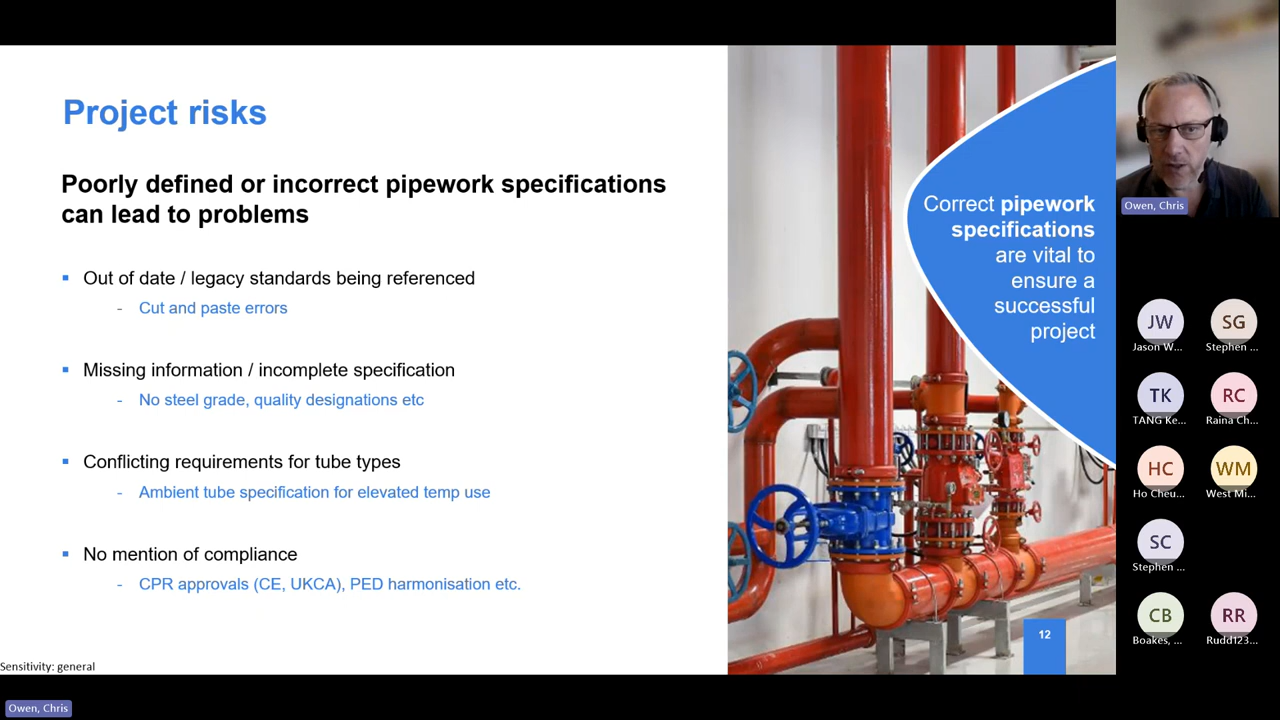 Project risks
Poorly defined or incorrect pipework specifications
can lead to problems
▪ Out of date / legacy standards being referenced
- Cut and paste errors
▪ Missing information / incomplete specification
- No steel grade, quality designations etc
▪ Conflicting requirements for tube types
- Ambient tube specification for elevated temp use
▪ No mention of compliance
- CPR approvals (CE, UKCA), PED harmonisation etc.
Correct pipework
specifications
are vital to
ensure a
successful
project
12
Sensitivity: general
Owen, Chris
Owen, Chris
JW
Jason W...
SG
Stephen ...
TK
TANG Ke...
RC
Raina Ch...
HC
Ho Cheu...
WM
West Mi...
SC
Stephen ...
CB
Boakes, ...
RR
Rudd123...